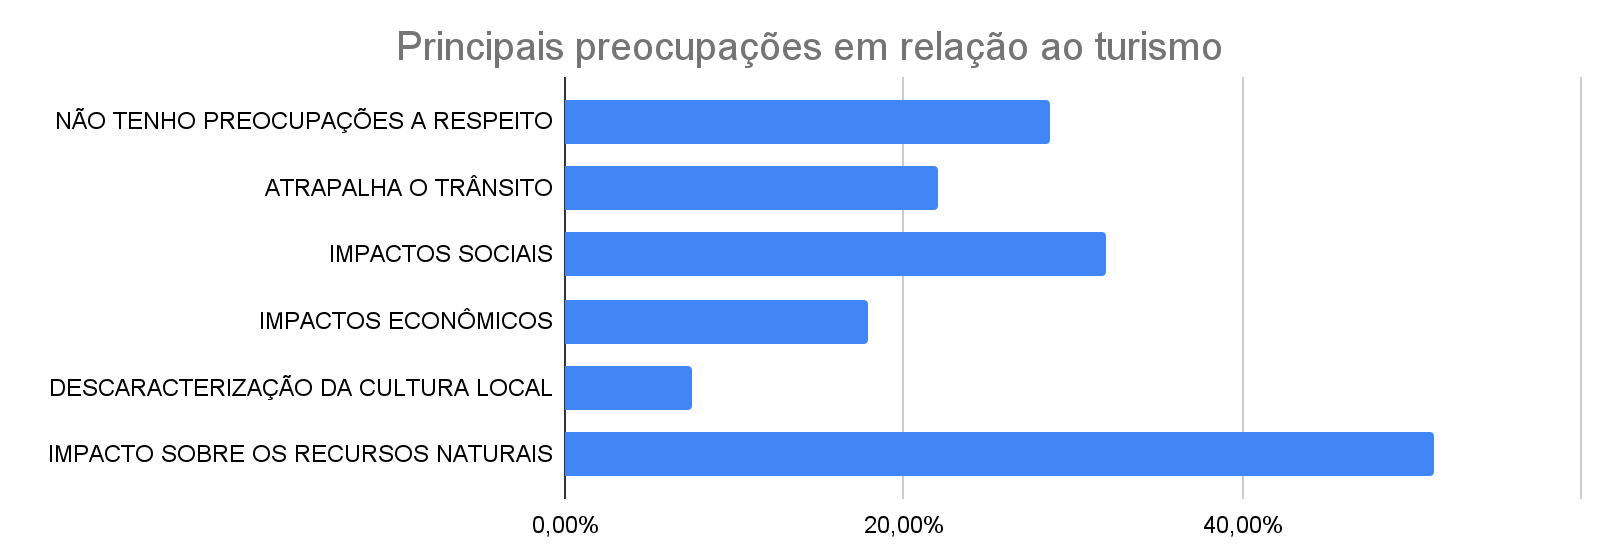 Principais preocupações em relação ao turismo
NÃO TENHO PREOCUPAÇÕES A RESPEITO
ATRAPALHA O TRÂNSITO
IMPACTOS SOCIAIS
IMPACTOS ECONÔMICOS
DESCARACTERIZAÇÃO DA CULTURA LOCAL
IMPACTO SOBRE OS RECURSOS NATURAIS
0,00% 20,00% 40,00%